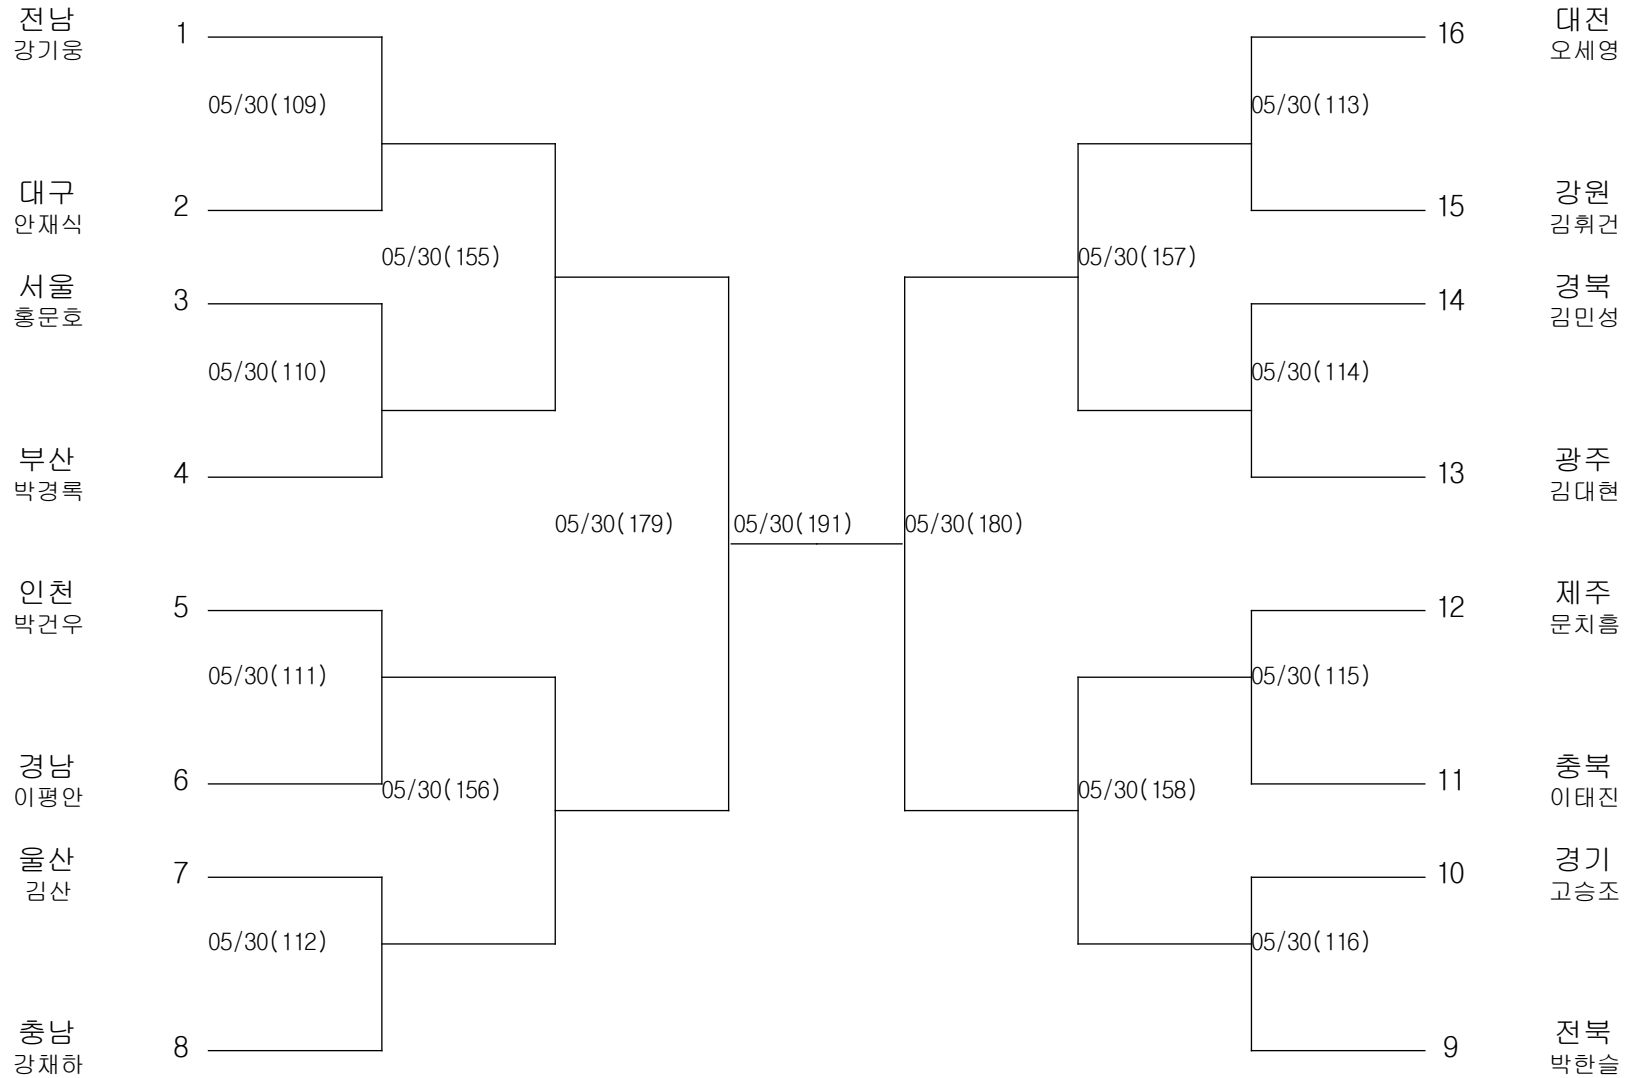 전남
강기웅
1
05/30(109)
대구
안재식
2
05/30(155)
서울
홍문호
3
05/30(110)
부산
박경록
4
05/30(179)
인천
박건우
5
05/30(111)
경남
이평안
6
05/30(156)
울산
김산
7
05/30(112)
충남
강채하
8
05/30(191)
16
대전
오세영
05/30(113)
15
강원
김휘건
05/30(157)
14
경북
김민성
05/30(114)
13
광주
김대현
05/30(180)
12
제주
문치흠
05/30(115)
11
충북
이태진
05/30(158)
10
경기
고승조
05/30(116)
9
전북
박한슬